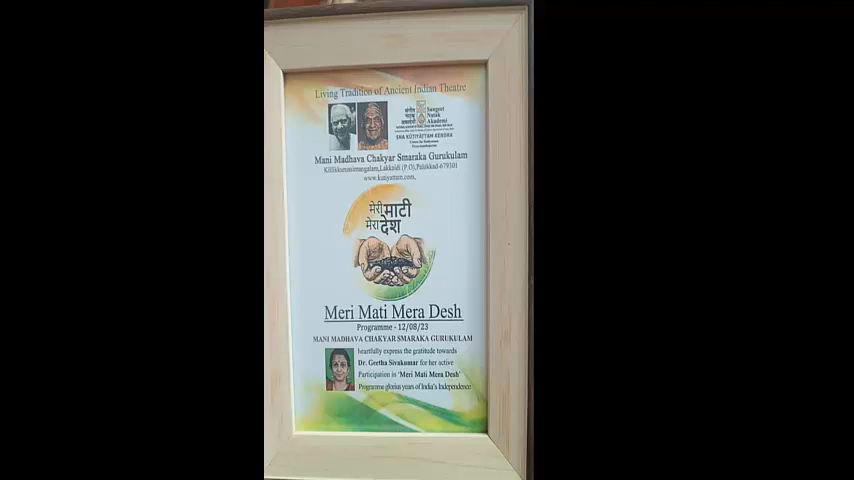 Living Tradition of Ancient Indian Theatre
संगीत नाटक अकादेमी
Sangeet
Natak
Akademi
SNA KUTIYATTAM KENDRA
Mani Madhava Chakyar Smaraka Gurukulam
Killikkurussimangalam, Lakkidi (P.O), Palakkad-679301
www.kutiyattam.com,
मेरी माटी
मेरा देश
Meri Mati Mera Desh
Programme - 12/08/23
MANI MADHAVA CHAKYAR SMARAKA GURUKULAM
heartfully express the gratitude towards
Dr. Geetha Sivakumar for her active
Participation in 'Meri Mati Mera Desh'
Programme glorius years of India's Independence